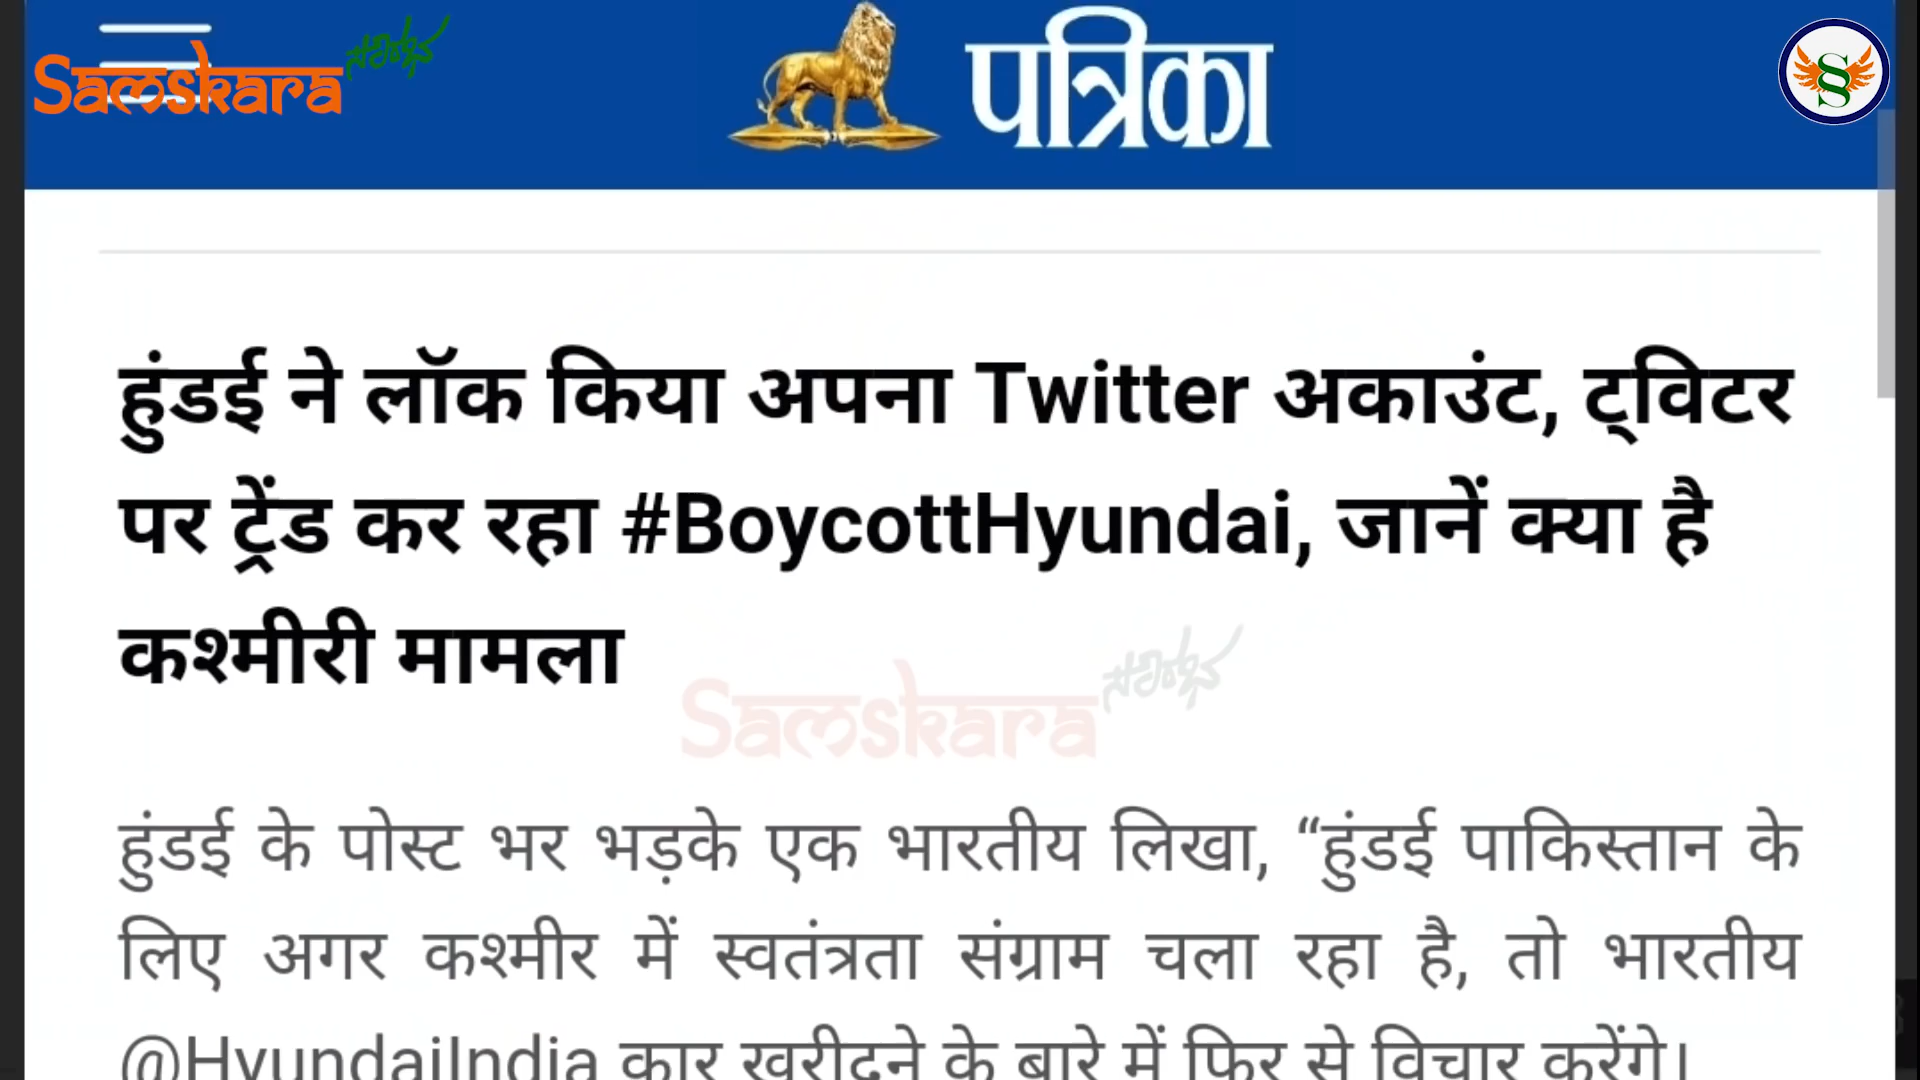 Samskara
पत्रिका
हुंडई ने लॉक किया अपना Twitter अकाउंट, ट्विटर
पर ट्रेंड कर रहा #BoycottHyundai, जानें क्या है
कश्मीरी मामला
Samskara
हुंडई के पोस्ट भर भड़के एक भारतीय लिखा, “हुंडई पाकिस्तान के
लिए अगर कश्मीर में स्वतंत्रता संग्राम चला रहा है, तो भारतीय
@HyundaiIndia कार खरीदने के बारे में फिर से विचार करेंगे।